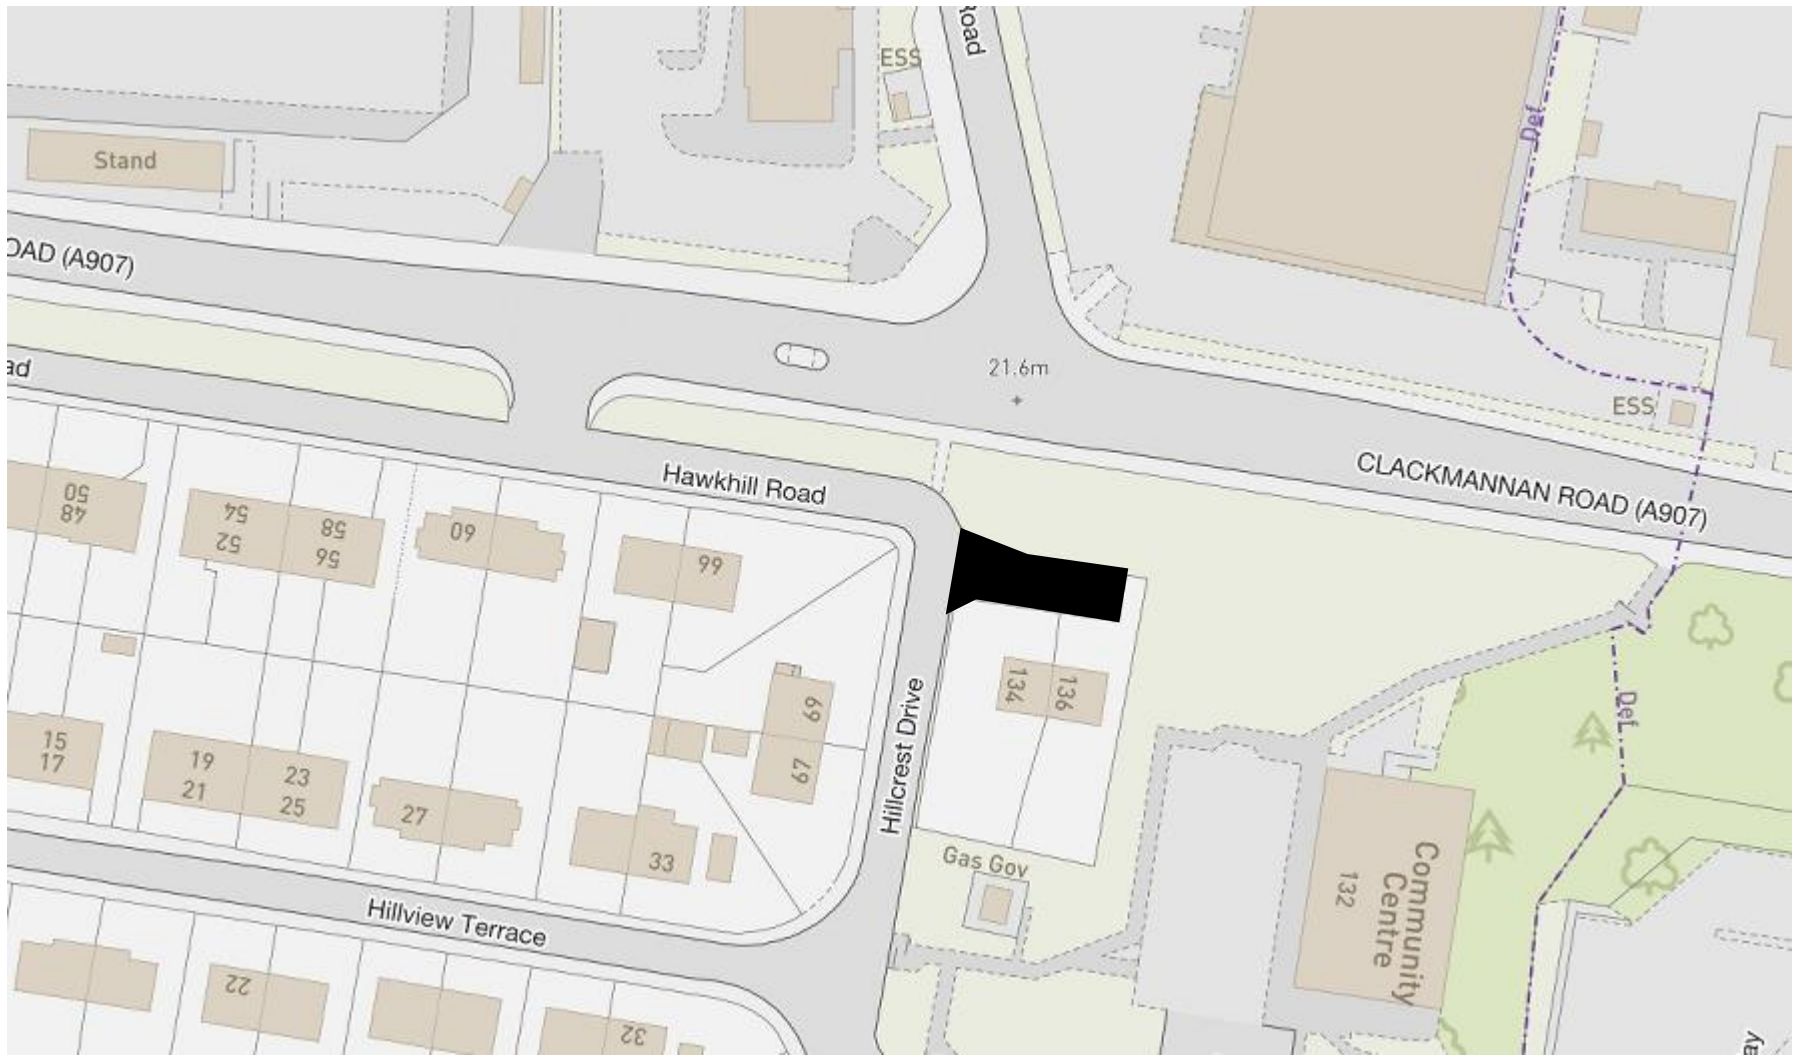 Road
ESS
Def
Stand
OAD (A907)
21.6m
ESS
ad
CLACKMANNAN ROAD (A907)
Hawkhill Road
50
48
54
52
58
56
60
66
134
136
69
67
Def
Hillcrest Drive
15
17
19
21
23
25
27
33
Gas Gov
132
Community
Centre
Hillview Terrace
22
32
ay